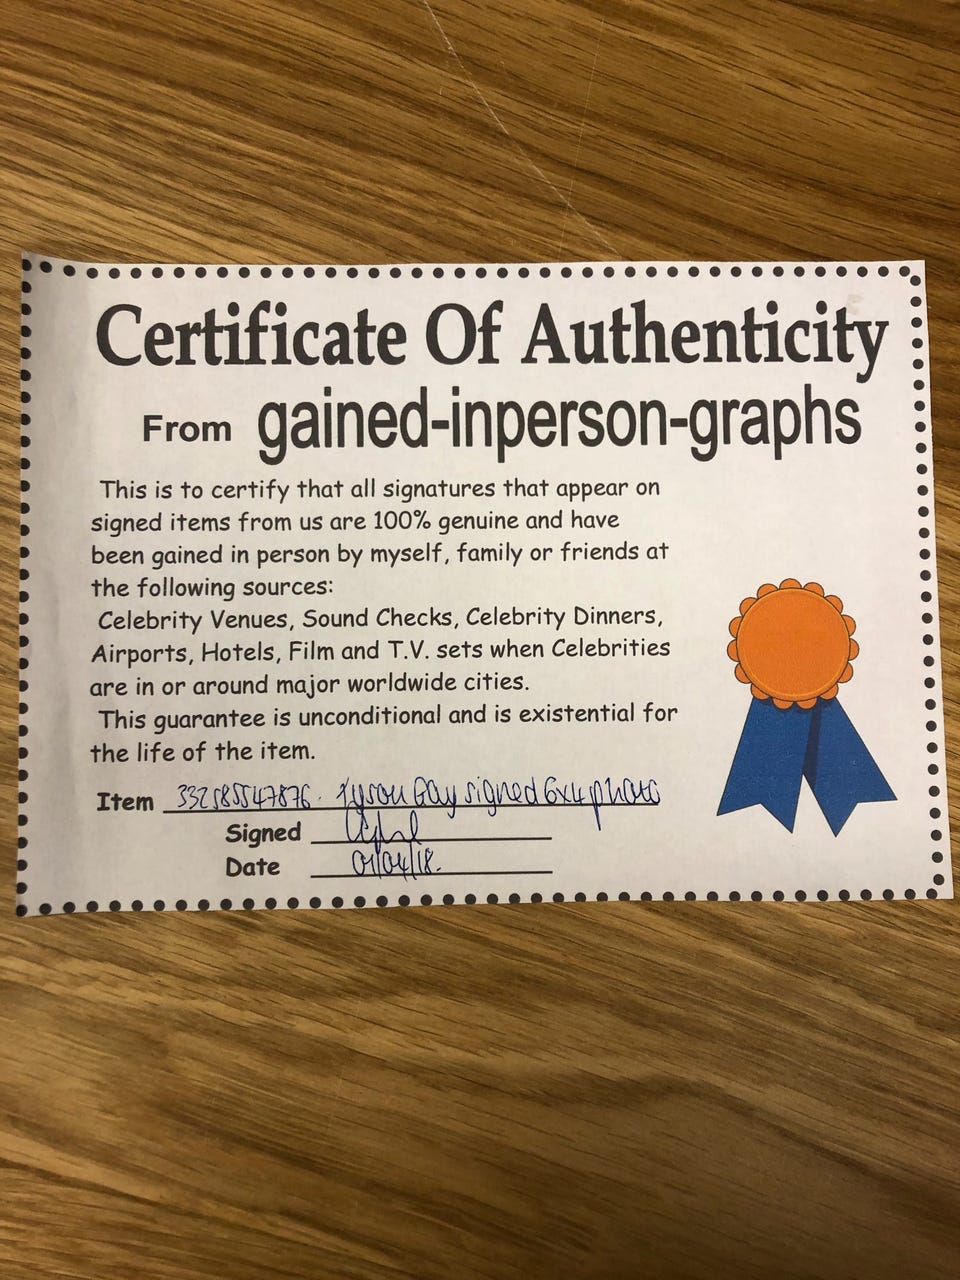 Certificate Of Authenticity
From gained-inperson-graphs
This is to certify that all signatures that appear on
signed items from us are 100% genuine and have
been gained in person by myself, family or friends at
the following sources:
Celebrity Venues, Sound Checks, Celebrity Dinners,
Airports, Hotels, Film and T.V. sets when Celebrities
are in or around major worldwide cities.
This guarantee is unconditional and is existential for
the life of the item.
Item 332585547876. Tyson Gay signed 6x4 photo
Signed
Date 01/04/18.